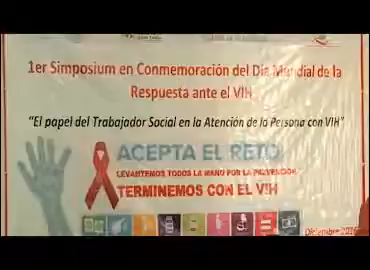 1er Simposium en Conmemoración del Día Mundial de la
Respuesta ante el VIH
"El papel del Trabajador Social en la Atención de la Persona con VIH"
ACEPTA EL RETO
LEVANTEMOS TODOS LA MANO POR LA PREVENCIÓN
TERMINEMOS CON EL VIH
Diciembre 2016